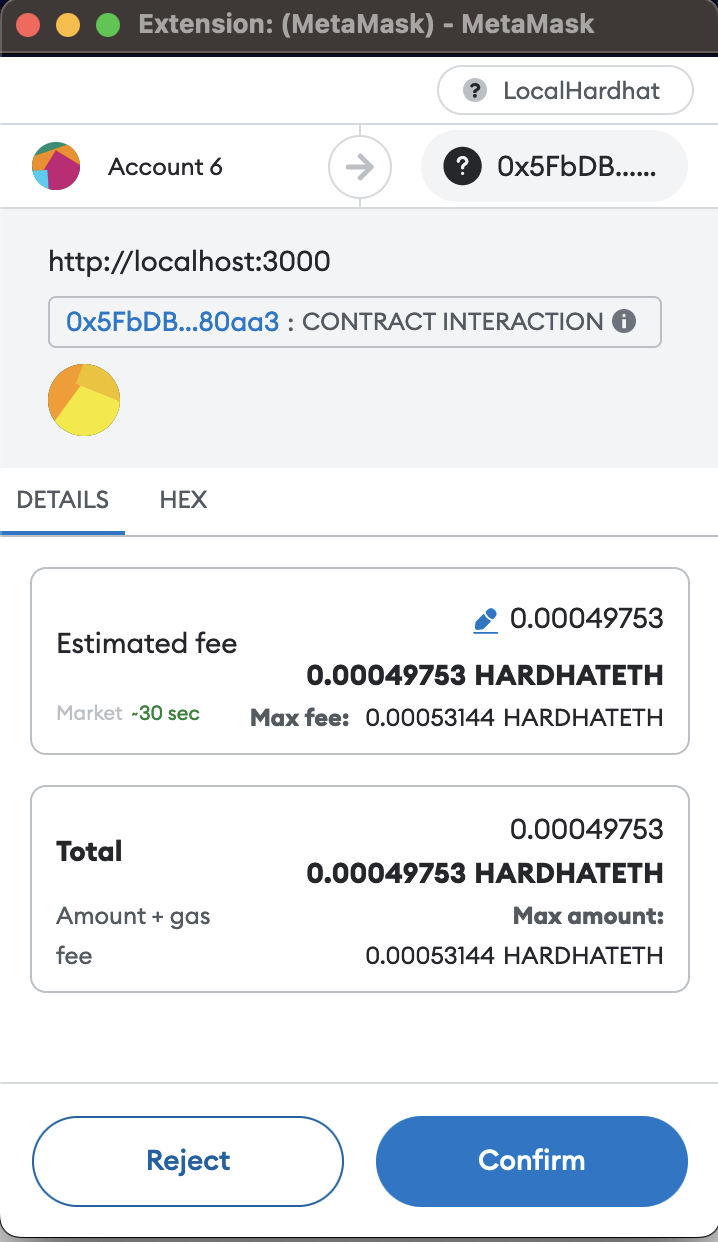 Extension: (MetaMask) - MetaMask
? LocalHardhat
Account 6
? 0x5FbDB......
http://localhost:3000
0x5FbDB...80aa3 : CONTRACT INTERACTION i
DETAILS HEX
0.00049753
Estimated fee
0.00049753 HARDHATETH
Market ~30 sec Max fee: 0.00053144 HARDHATETH
0.00049753
Total
0.00049753 HARDHATETH
Amount + gas Max amount:
fee 0.00053144 HARDHATETH
Reject Confirm